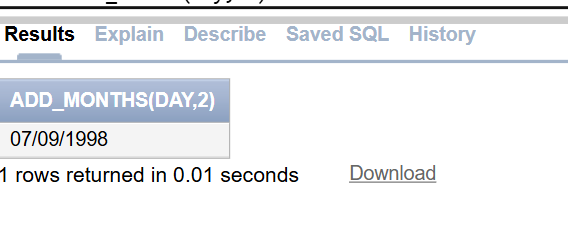 Results Explain Describe Saved SQL History
ADD_MONTHS(DAY,2)
07/09/1998
1 rows returned in 0.01 seconds Download